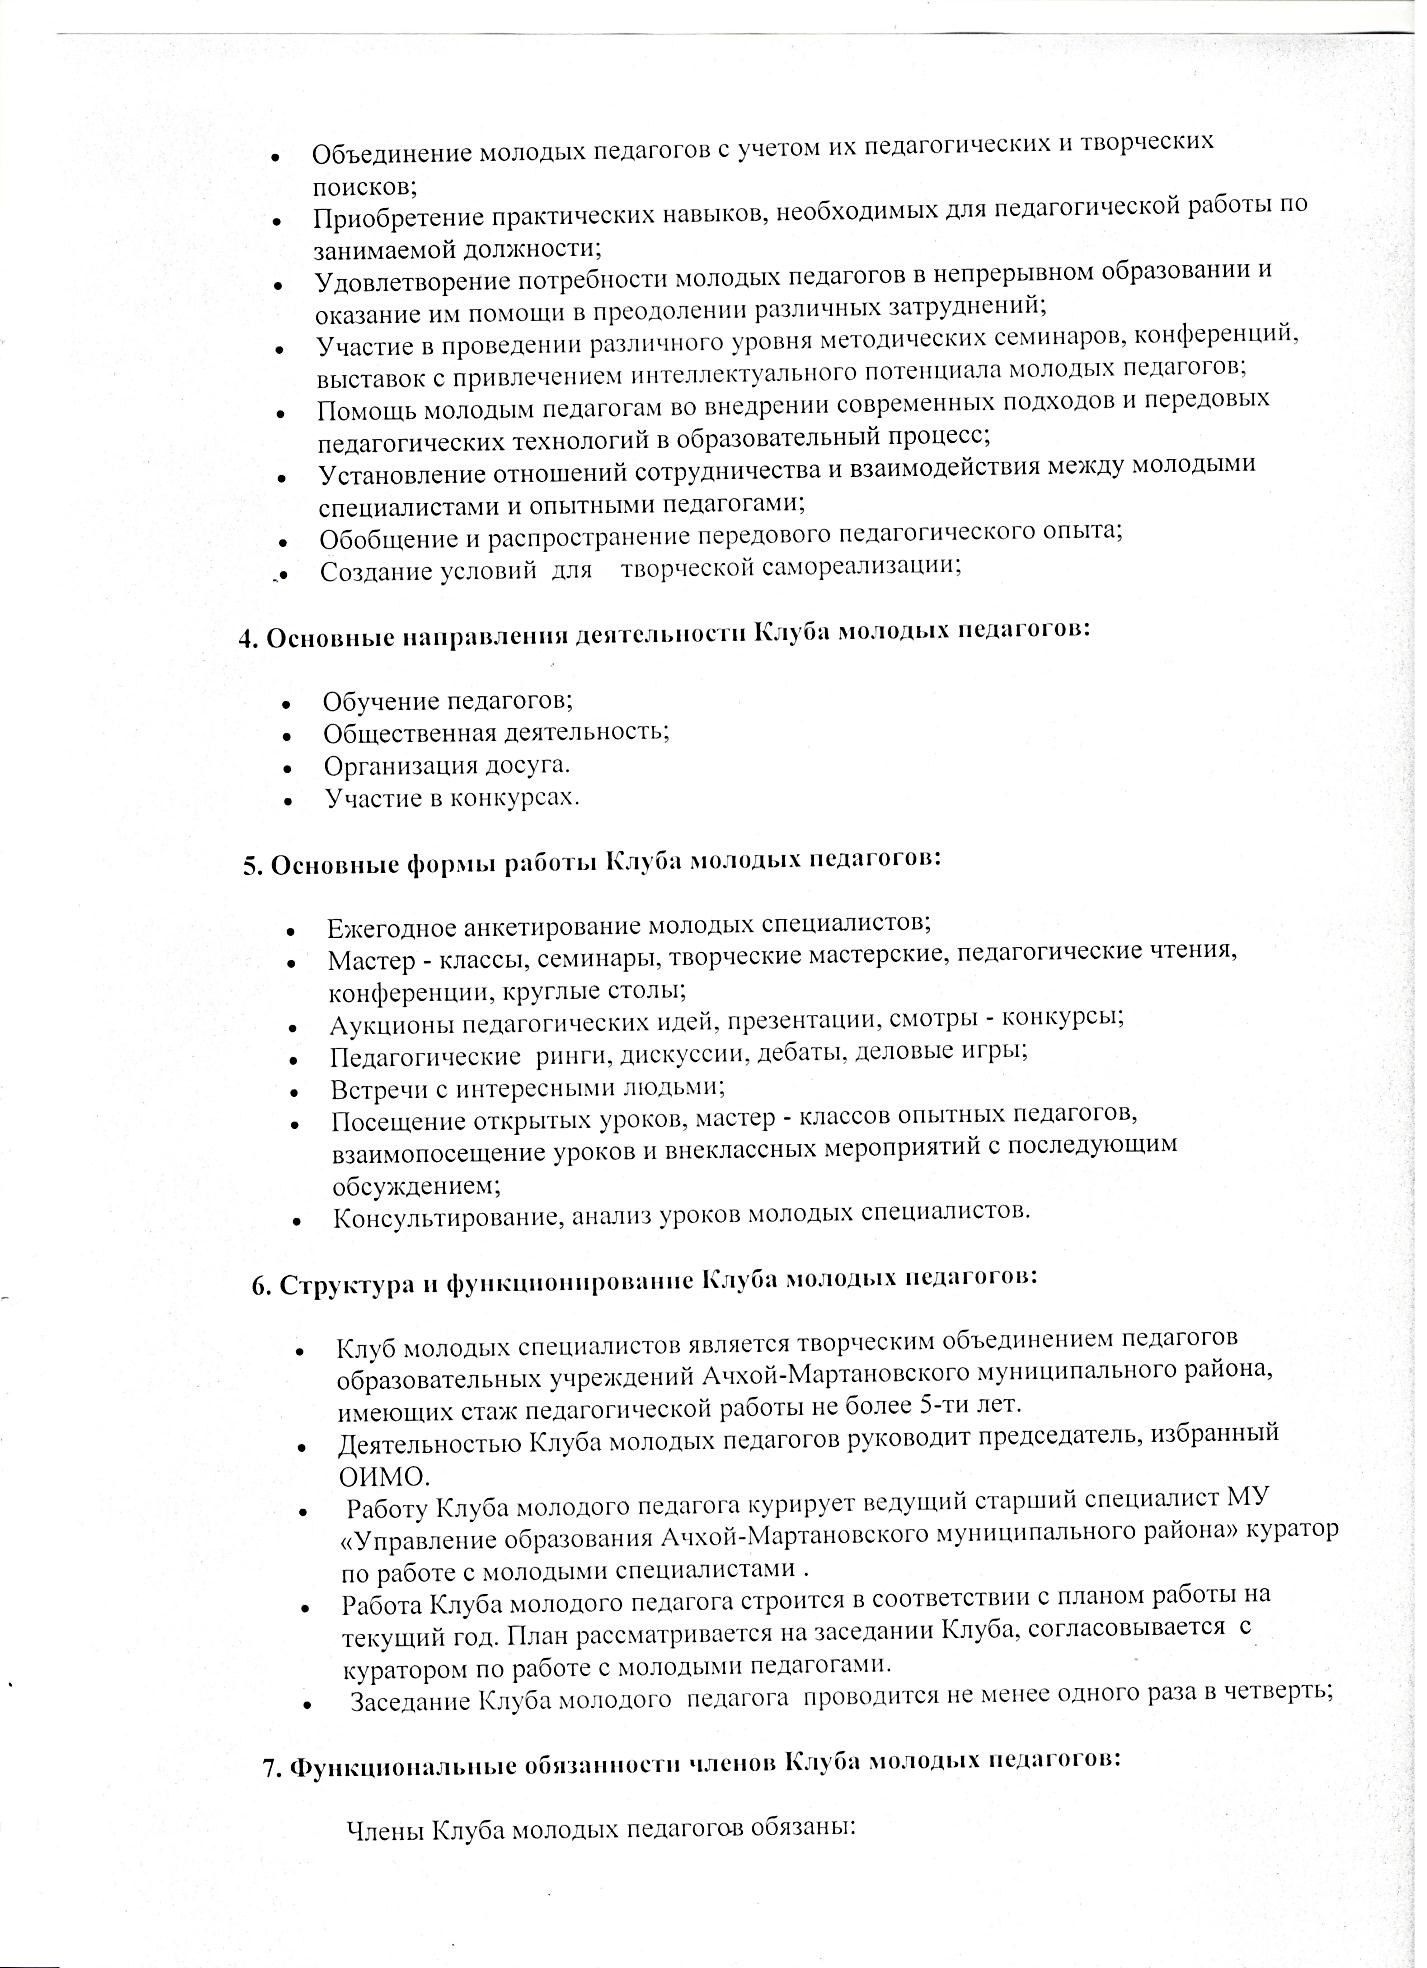 • Объединение молодых педагогов с учетом их педагогических и творческих
поисков;
• Приобретение практических навыков, необходимых для педагогической работы по
занимаемой должности;
• Удовлетворение потребности молодых педагогов в непрерывном образовании и
оказание им помощи в преодолении различных затруднений;
• Участие в проведении различного уровня методических семинаров, конференций,
выставок с привлечением интеллектуального потенциала молодых педагогов;
• Помощь молодым педагогам во внедрении современных подходов и передовых
педагогических технологий в образовательный процесс;
• Установление отношений сотрудничества и взаимодействия между молодыми
специалистами и опытными педагогами;
• Обобщение и распространение передового педагогического опыта;
• Создание условий для творческой самореализации;
4. Основные направления деятельности Клуба молодых педагогов:
• Обучение педагогов;
• Общественная деятельность;
• Организация досуга.
• Участие в конкурсах.
5. Основные формы работы Клуба молодых педагогов:
• Ежегодное анкетирование молодых специалистов;
• Мастер - классы, семинары, творческие мастерские, педагогические чтения,
конференции, круглые столы;
• Аукционы педагогических идей, презентации, смотры - конкурсы;
• Педагогические ринги, дискуссии, дебаты, деловые игры;
• Встречи с интересными людьми;
• Посещение открытых уроков, мастер - классов опытных педагогов,
взаимопосещение уроков и внеклассных мероприятий с последующим
обсуждением;
• Консультирование, анализ уроков молодых специалистов.
6. Структура и функционирование Клуба молодых педагогов:
• Клуб молодых специалистов является творческим объединением педагогов
образовательных учреждений Ачхой-Мартановского муниципального района,
имеющих стаж педагогической работы не более 5-ти лет.
• Деятельностью Клуба молодых педагогов руководит председатель, избранный
ОИМО.
• Работу Клуба молодого педагога курирует ведущий старший специалист МУ
«Управление образования Ачхой-Мартановского муниципального района» куратор
по работе с молодыми специалистами .
• Работа Клуба молодого педагога строится в соответствии с планом работы на
текущий год. План рассматривается на заседании Клуба, согласовывается с
куратором по работе с молодыми педагогами.
• Заседание Клуба молодого педагога проводится не менее одного раза в четверть;
7. Функциональные обязанности членов Клуба молодых педагогов:
Члены Клуба молодых педагогов обязаны: